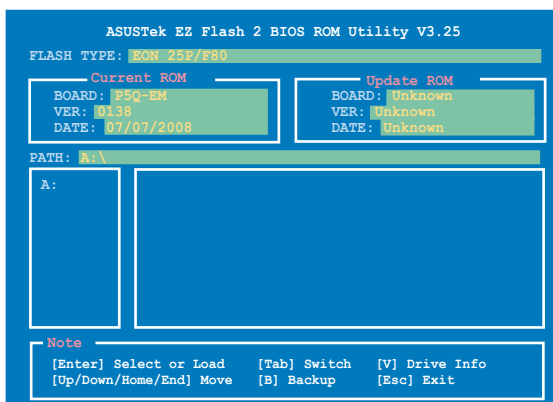 ASUSTek EZ Flash 2 BIOS ROM Utility V3.25
FLASH TYPE: EON 25P/F80
Current ROM
BOARD: P5Q-EM
VER: 0138
DATE: 07/07/2008
Update ROM
BOARD: Unknown
VER: Unknown
DATE: Unknown
PATH: A:\
A:
Note
[Enter] Select or Load [Tab] Switch [V] Drive Info
[Up/Down/Home/End] Move [B] Backup [Esc] Exit